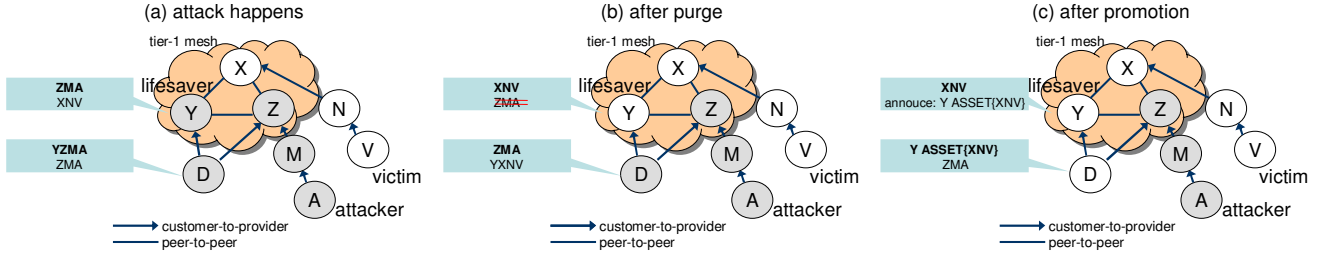 (a) attack happens
tier-1 mesh
X
lifesaver
ZMA
XNV
Y
Z
N
YZMA
ZMA
D
M
V
victim
A
attacker
customer-to-provider
peer-to-peer
(b) after purge
tier-1 mesh
X
lifesaver
XNV
ZMA
Y
Z
N
ZMA
YXNV
D
M
V
victim
A
attacker
customer-to-provider
peer-to-peer
(c) after promotion
tier-1 mesh
X
lifesaver
XNV
annouce: Y ASSET{XNV}
Y
Z
N
Y ASSET{XNV}
ZMA
D
M
V
victim
A
attacker
customer-to-provider
peer-to-peer